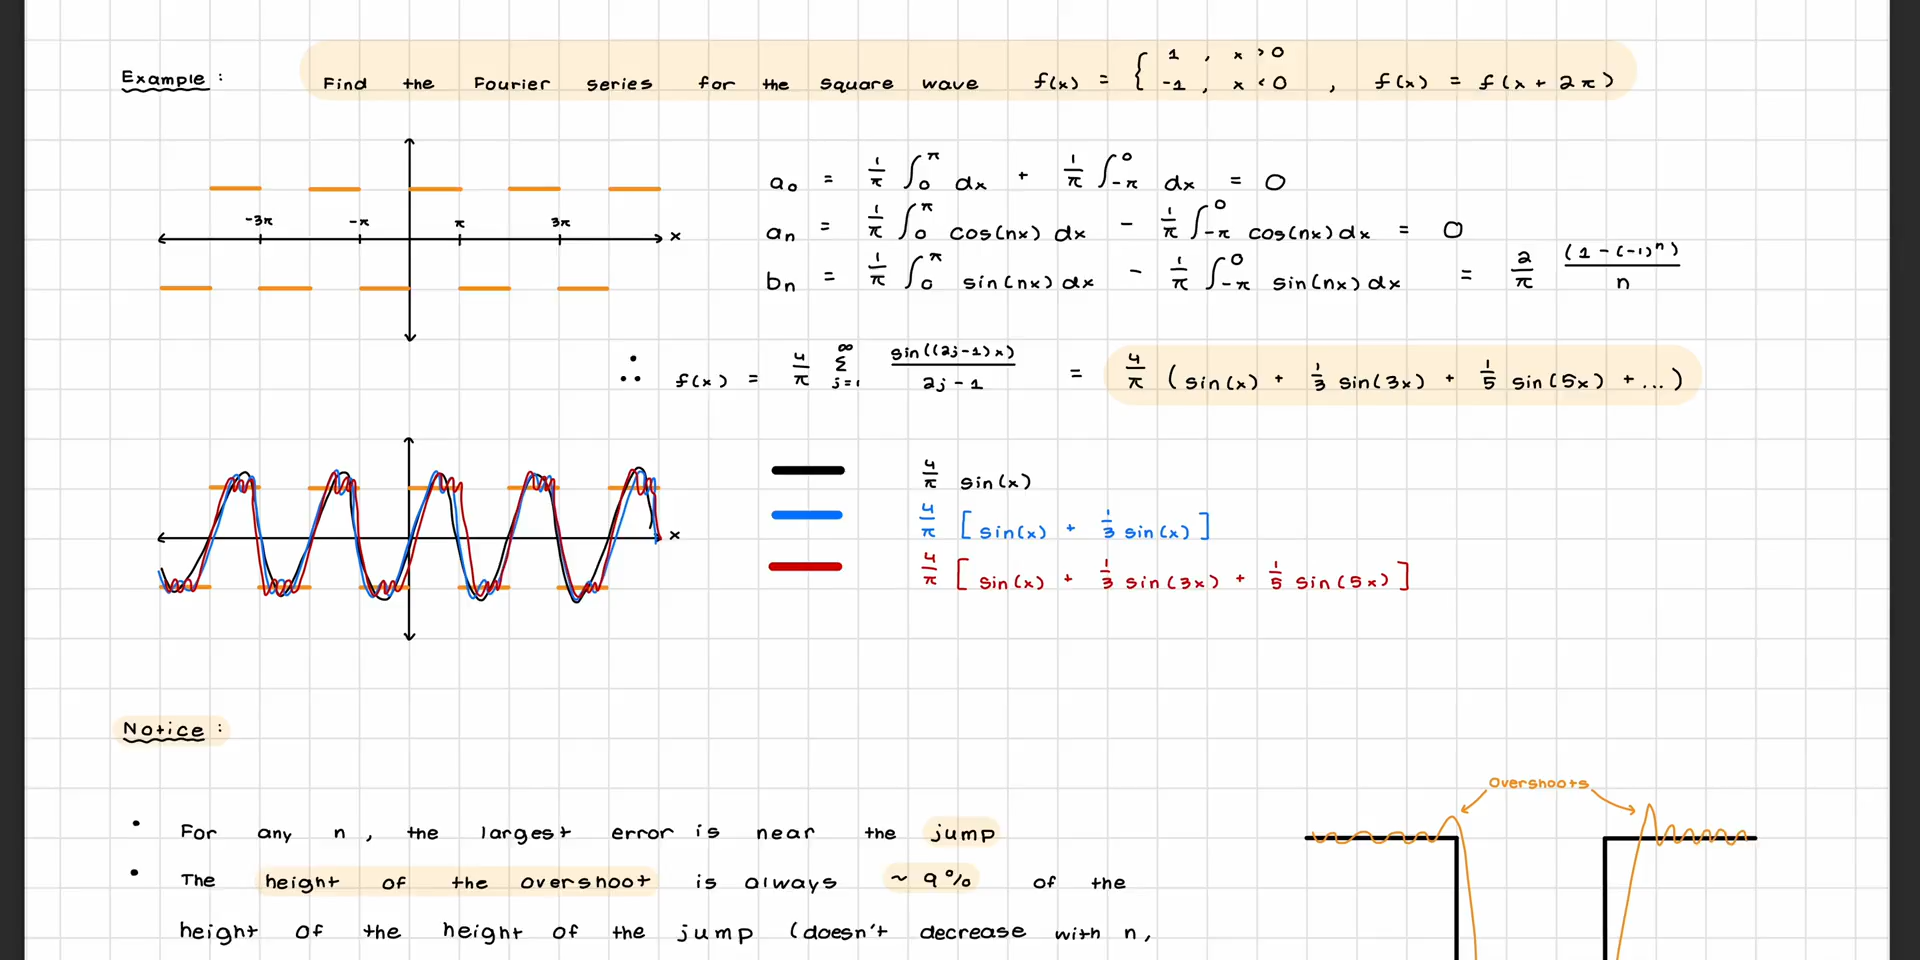 Example : Find the Fourier series for the square wave f(x) = { 1 , x > 0
-1 , x < 0 , f(x) = f(x + 2π)
a₀ = 1/π ∫₀^π dx + 1/π ∫₋π^0 dx = 0
-3π -π π 3π x
aₙ = 1/π ∫₀^π cos(nx) dx - 1/π ∫₋π^0 cos(nx) dx = 0
bₙ = 1/π ∫₀^π sin(nx) dx - 1/π ∫₋π^0 sin(nx) dx = 2/π (1 - (-1)ⁿ)/n
∴ f(x) = 4/π Σ_{j=1}^∞ sin((2j-1)x)/(2j-1) = 4/π (sin(x) + 1/3 sin(3x) + 1/5 sin(5x) + ...)
4/π sin(x)
x 4/π [sin(x) + 1/3 sin(x)]
4/π [sin(x) + 1/3 sin(3x) + 1/5 sin(5x)]
Notice :
Overshoots
• For any n , the largest error is near the jump
• The height of the overshoot is always ~ 9% of the
height of the height of the jump (doesn't decrease with n,